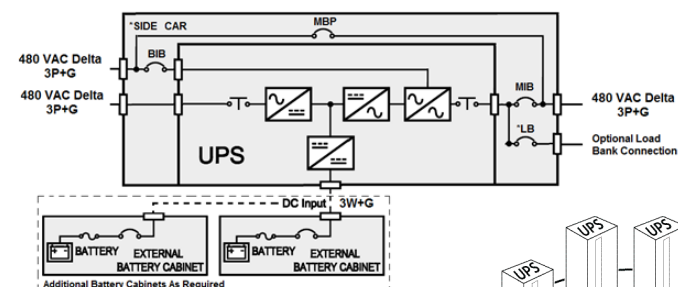 *SIDE CAR
MBP
480 VAC Delta
3P+G
BIB
480 VAC Delta
3P+G
MIB
480 VAC Delta
3P+G
*LB
Optional Load
Bank Connection
UPS
DC Input 3W+G
BATTERY EXTERNAL
BATTERY CABINET
BATTERY EXTERNAL
BATTERY CABINET
Additional Battery Cabinets As Required
UPS
UPS
UPS